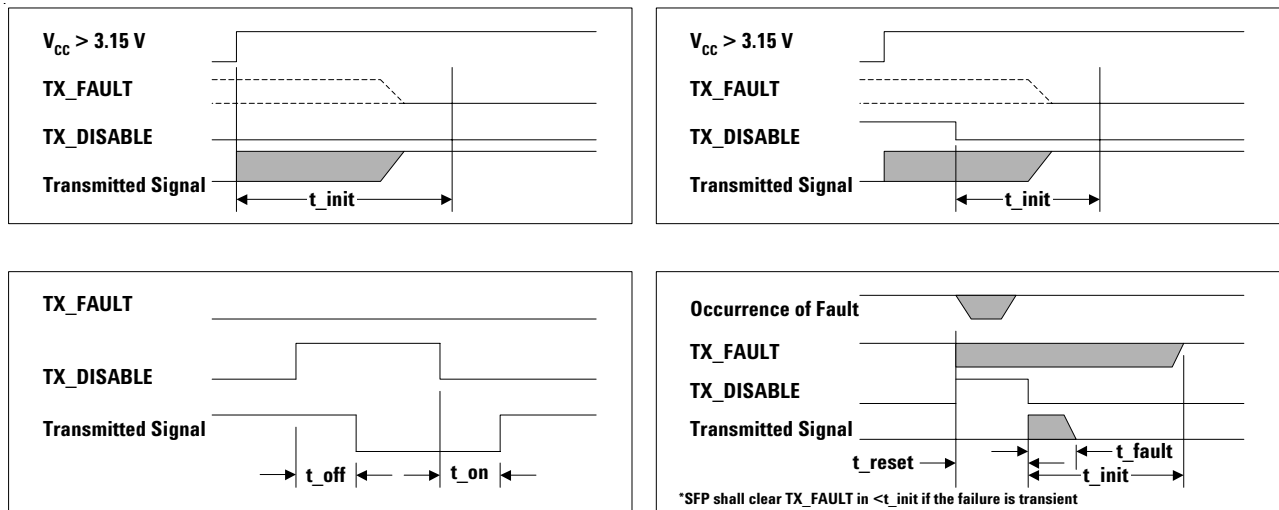 V_CC > 3.15 V
TX_FAULT
TX_DISABLE
Transmitted Signal
t_init
V_CC > 3.15 V
TX_FAULT
TX_DISABLE
Transmitted Signal
t_init
TX_FAULT
TX_DISABLE
Transmitted Signal
t_off
t_on
Occurrence of Fault
TX_FAULT
TX_DISABLE
Transmitted Signal
t_reset
t_fault
t_init
*SFP shall clear TX_FAULT in <t_init if the failure is transient